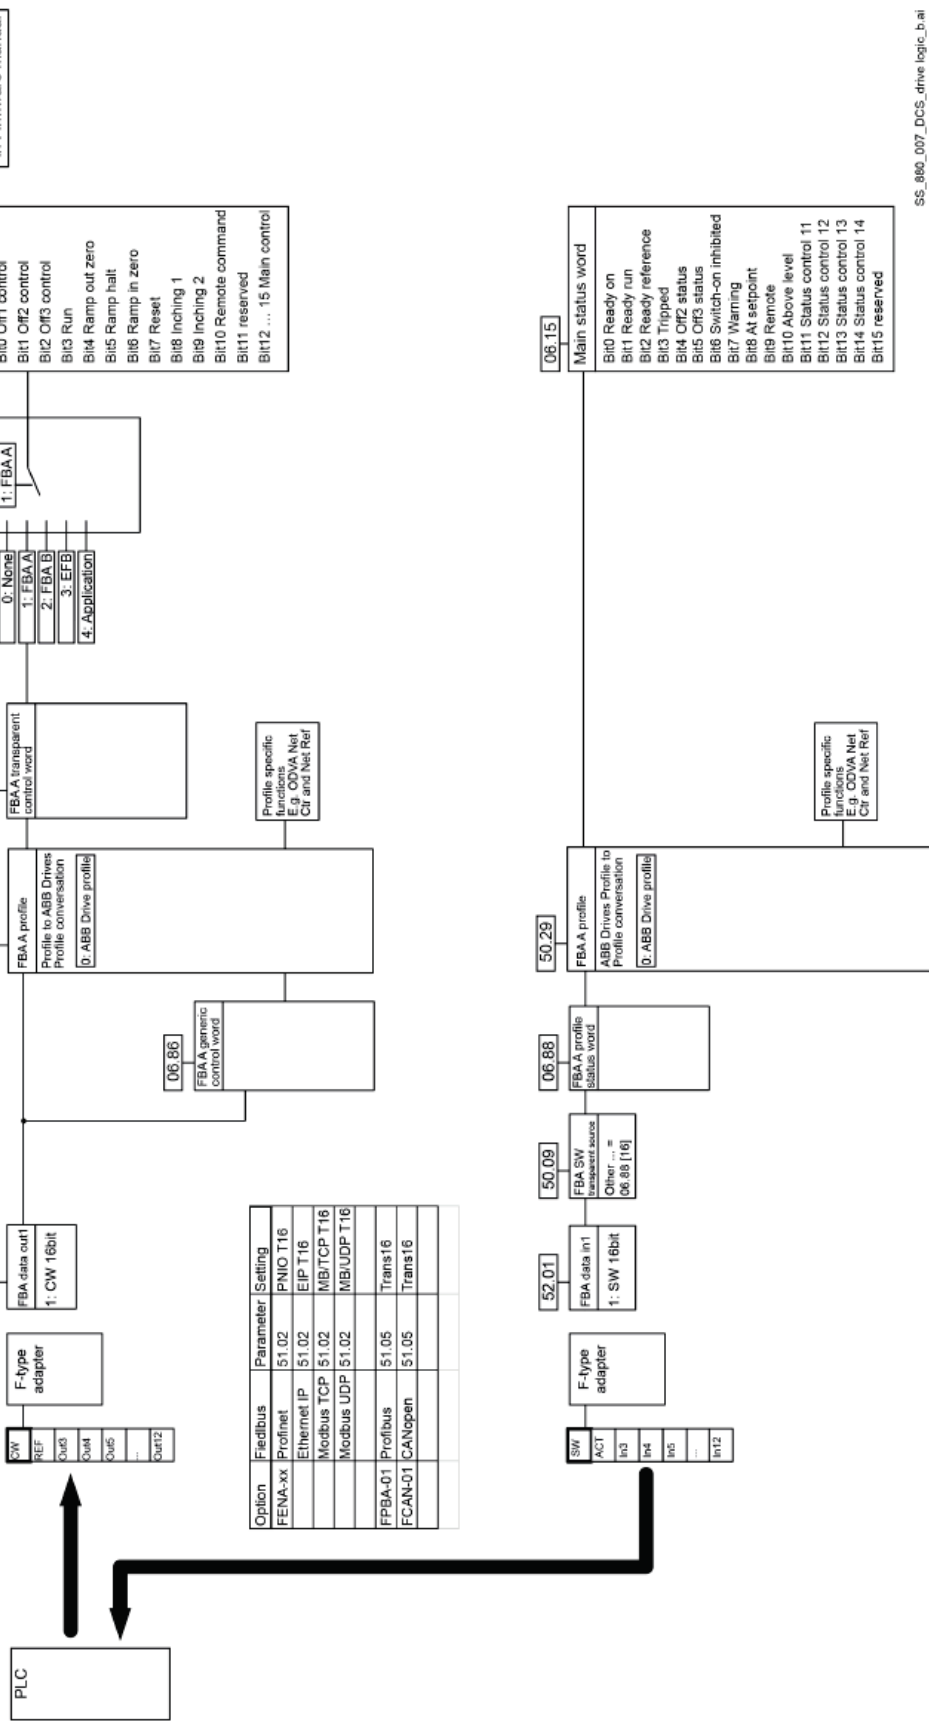 PLC
CW
REF
Out3
Out4
Out5
...
Out12
F-type
adapter
FBA data out1
1: CW 16bit
06.86
FBA A generic
control word
FBA A profile
Profile to ABB Drives
Profile conversation
0: ABB Drive profile
Profile specific
functions
E.g. ODVA Net
Ctr and Net Ref
FBA A transparent
control word
0: None
1: FBA A
2: FBA B
3: EFB
4: Application
1: FBA A
Bit0 Off1 control
Bit1 Off2 control
Bit2 Off3 control
Bit3 Run
Bit4 Ramp out zero
Bit5 Ramp halt
Bit6 Ramp in zero
Bit7 Reset
Bit8 Inching 1
Bit9 Inching 2
Bit10 Remote command
Bit11 reserved
Bit12 ... 15 Main control
Option Fiedlbus Parameter Setting
FENA-xx Profinet 51.02 PNIO T16
Ethernet IP 51.02 EIP T16
Modbus TCP 51.02 MB/TCP T16
Modbus UDP 51.02 MB/UDP T16
FPBA-01 Profibus 51.05 Trans16
FCAN-01 CANopen 51.05 Trans16
SW
ACT
In3
In4
In5
...
In12
F-type
adapter
52.01
FBA data in1
1: SW 16bit
50.09
FBA SW
transparent source
Other ... =
06.88 [16]
06.88
FBA A profile
status word
50.29
FBA A profile
ABB Drives Profile to
Profile conversation
0: ABB Drive profile
Profile specific
functions
E.g. ODVA Net
Ctr and Net Ref
06.15
Main status word
Bit0 Ready on
Bit1 Ready run
Bit2 Ready reference
Bit3 Tripped
Bit4 Off2 status
Bit5 Off3 status
Bit6 Switch-on inhibited
Bit7 Warning
Bit8 At setpoint
Bit9 Remote
Bit10 Above level
Bit11 Status control 11
Bit12 Status control 12
Bit13 Status control 13
Bit14 Status control 14
Bit15 reserved
SS_880_007_DCS_drive logic_b.ai